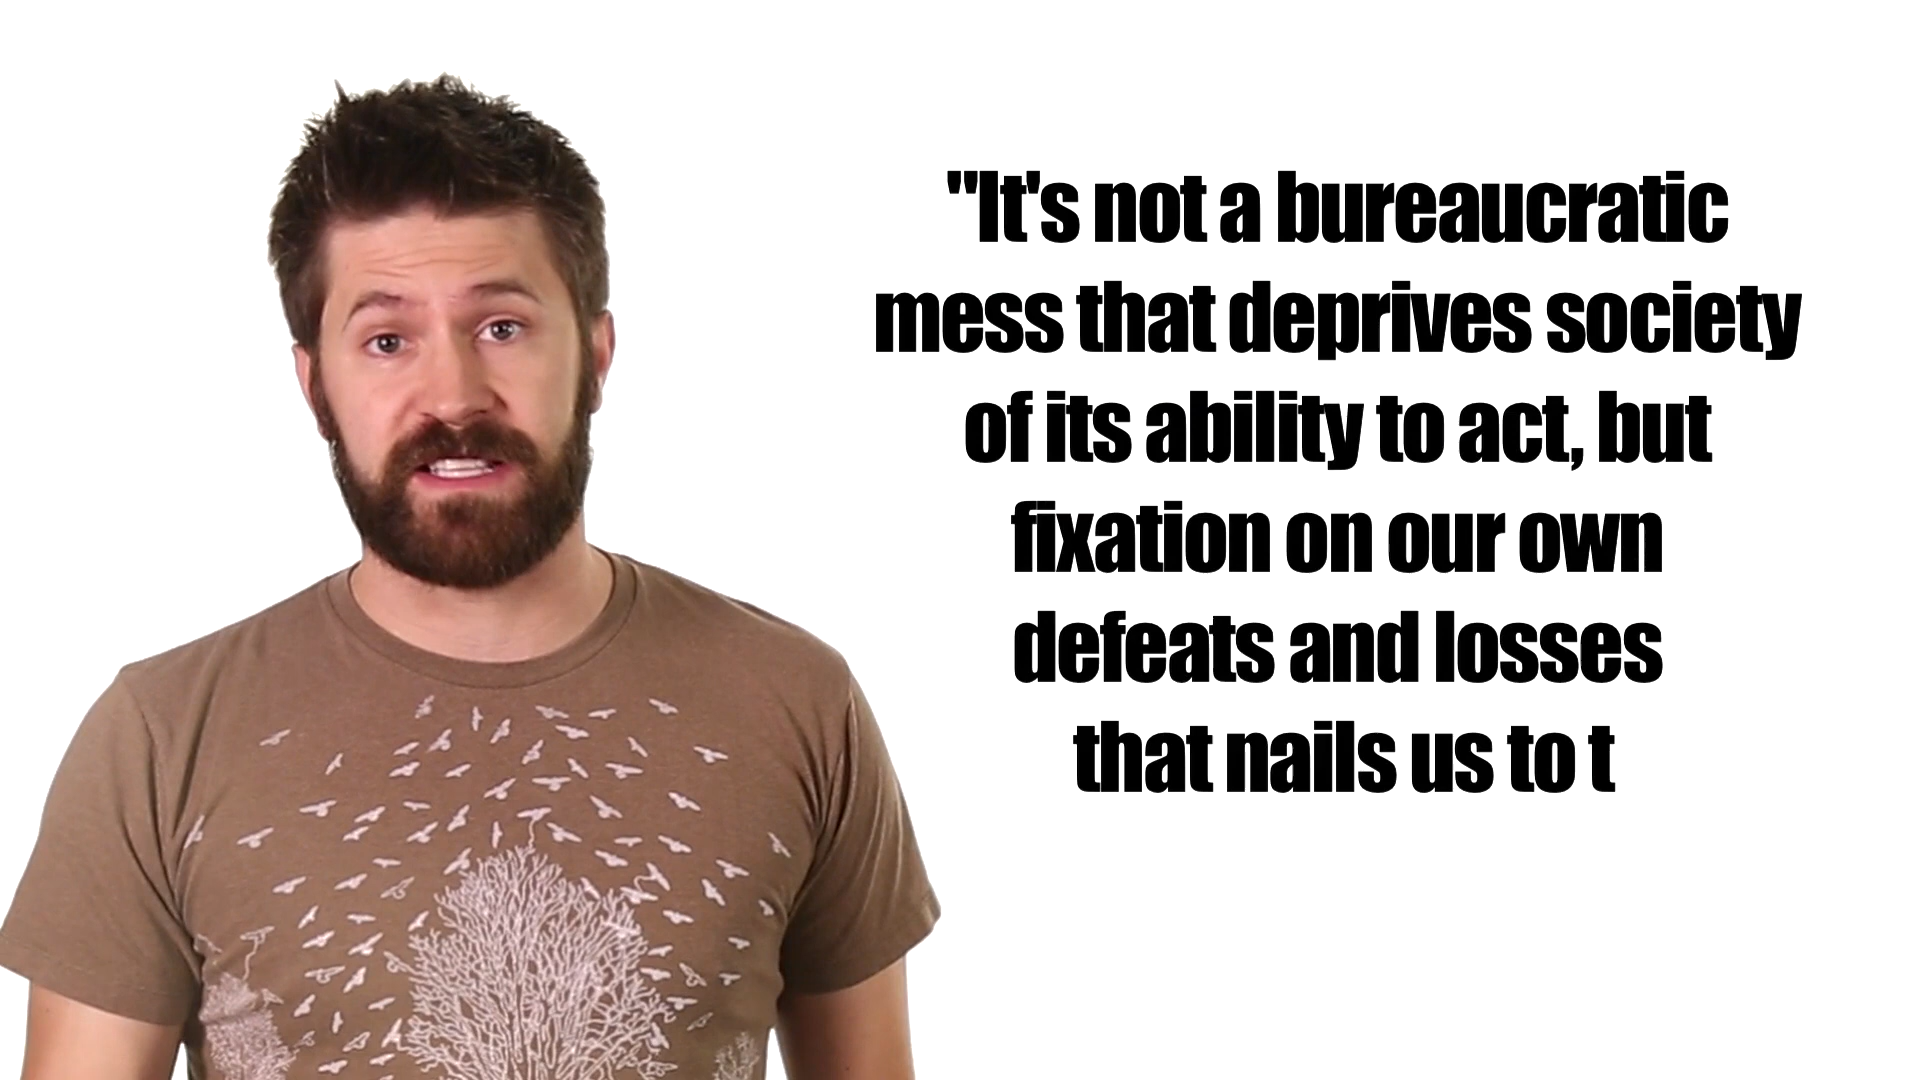 "It's not a bureaucratic
mess that deprives society
of its ability to act, but
fixation on our own
defeats and losses
that nails us to t